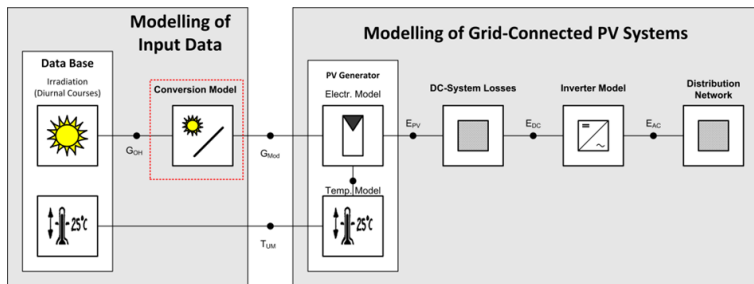 Modelling of
Input Data
Data Base
Irradiation
(Diurnal Courses)
Conversion Model
G_OH
G_Mod
25°C
T_UM
Modelling of Grid-Connected PV Systems
PV Generator
Electr. Model
Temp. Model
25°C
E_PV
DC-System Losses
E_DC
Inverter Model
E_AC
Distribution
Network